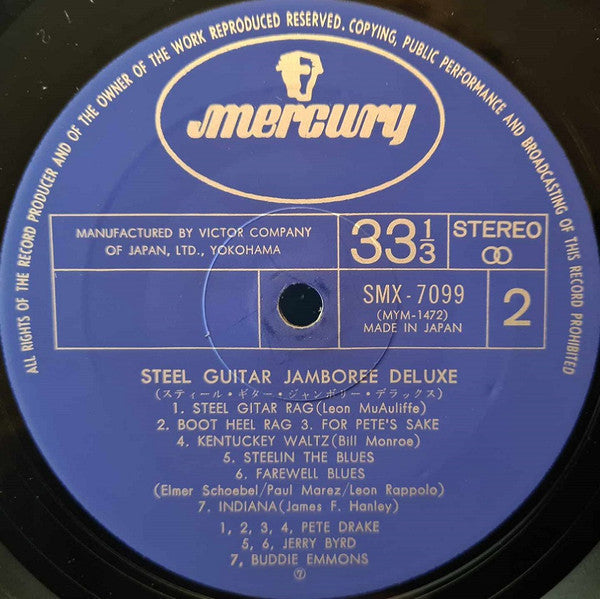 ALL RIGHTS OF THE RECORD PRODUCER AND OF THE OWNER OF THE WORK REPRODUCED RESERVED. COPYING, PUBLIC PERFORMANCE AND BROADCASTING OF THIS RECORD PROHIBITED
mercury
MANUFACTURED BY VICTOR COMPANY
OF JAPAN, LTD., YOKOHAMA
33 1/3
STEREO
SMX-7099
(MYM-1472)
MADE IN JAPAN
2
STEEL GUITAR JAMBOREE DELUXE
(スティール・ギター・ジャンボリー・デラックス)
1. STEEL GITAR RAG(Leon MuAuliffe)
2. BOOT HEEL RAG 3. FOR PETE'S SAKE
4. KENTUCKEY WALTZ(Bill Monroe)
5. STEELIN THE BLUES
6. FAREWELL BLUES
(Elmer Schoebel/Paul Marez/Leon Rappolo)
7. INDIANA(James F. Hanley)
1, 2, 3, 4, PETE DRAKE
5, 6, JERRY BYRD
7, BUDDIE EMMONS
⑦